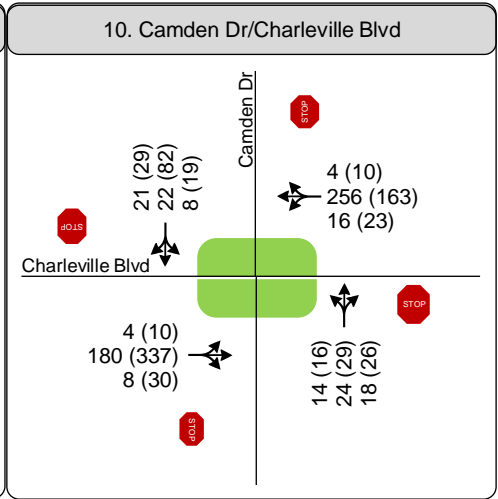 10. Camden Dr/Charleville Blvd
Camden Dr
STOP
21 (29)
22 (82)
8 (19)
4 (10)
256 (163)
16 (23)
STOP
Charleville Blvd
STOP
4 (10)
180 (337)
8 (30)
14 (16)
24 (29)
18 (26)
STOP